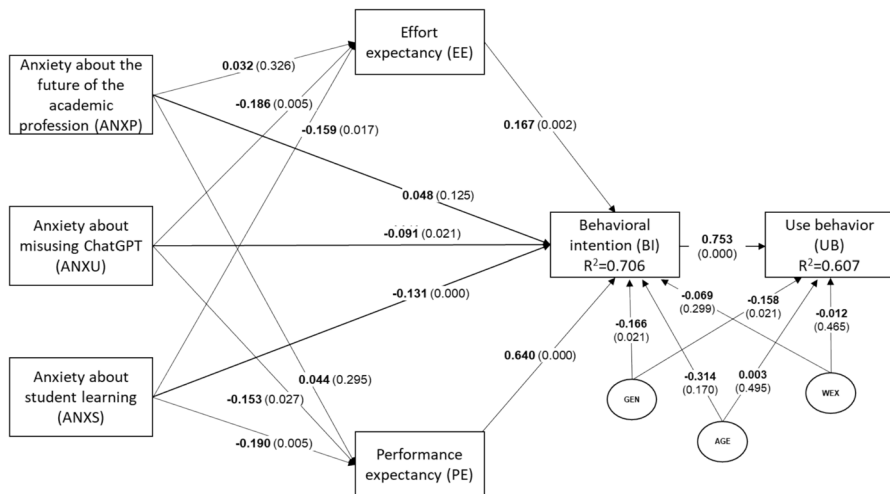 Effort
expectancy (EE)
Anxiety about the
future of the
academic
profession (ANXP)
0.032 (0.326)
-0.186 (0.005)
-0.159 (0.017)
0.167 (0.002)
0.048 (0.125)
Anxiety about
misusing ChatGPT
(ANXU)
-0.091 (0.021)
Behavioral
intention (BI)
R²=0.706
0.753
(0.000)
Use behavior
(UB)
R²=0.607
-0.131 (0.000)
-0.069
(0.299)
-0.158
(0.021)
-0.012
(0.465)
-0.166
(0.021)
0.640 (0.000)
Anxiety about
student learning
(ANXS)
0.044 (0.295)
-0.153 (0.027)
-0.190 (0.005)
-0.314
(0.170)
0.003
(0.495)
GEN
WEX
AGE
Performance
expectancy (PE)